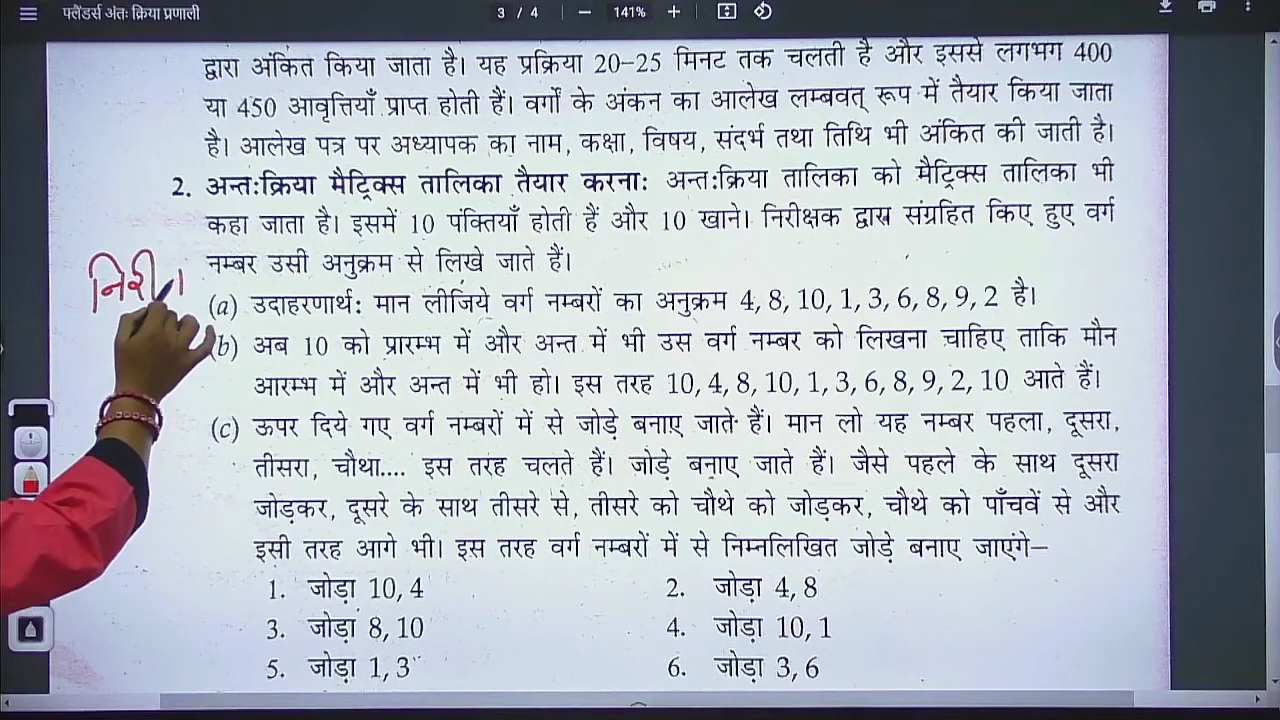 फ्लैंडर्स अंतः क्रिया प्रणाली
3 / 4 141%
द्वारा अंकित किया जाता है। यह प्रक्रिया 20–25 मिनट तक चलती है और इससे लगभग 400
या 450 आवृत्तियाँ प्राप्त होती हैं। वर्गों के अंकन का आलेख लम्बवत् रूप में तैयार किया जाता
है। आलेख पत्र पर अध्यापक का नाम, कक्षा, विषय, संदर्भ तथा तिथि भी अंकित की जाती है।
2. अन्तःक्रिया मैट्रिक्स तालिका तैयार करनाः अन्तःक्रिया तालिका को मैट्रिक्स तालिका भी
कहा जाता है। इसमें 10 पंक्तियाँ होती हैं और 10 खाने। निरीक्षक द्वारा संग्रहित किए हुए वर्ग
नम्बर उसी अनुक्रम से लिखे जाते हैं।
निरी
(a) उदाहरणार्थः मान लीजिये वर्ग नम्बरों का अनुक्रम 4, 8, 10, 1, 3, 6, 8, 9, 2 है।
(b) अब 10 को प्रारम्भ में और अन्त में भी उस वर्ग नम्बर को लिखना चाहिए ताकि मौन
आरम्भ में और अन्त में भी हो। इस तरह 10, 4, 8, 10, 1, 3, 6, 8, 9, 2, 10 आते हैं।
(c) ऊपर दिये गए वर्ग नम्बरों में से जोड़े बनाए जाते हैं। मान लो यह नम्बर पहला, दूसरा,
तीसरा, चौथा.... इस तरह चलते हैं। जोड़े बनाए जाते हैं। जैसे पहले के साथ दूसरा
जोड़कर, दूसरे के साथ तीसरे से, तीसरे को चौथे को जोड़कर, चौथे को पाँचवें से और
इसी तरह आगे भी। इस तरह वर्ग नम्बरों में से निम्नलिखित जोड़े बनाए जाएंगे–
1. जोड़ा 10, 4 2. जोड़ा 4, 8
3. जोड़ा 8, 10 4. जोड़ा 10, 1
5. जोड़ा 1, 3 6. जोड़ा 3, 6